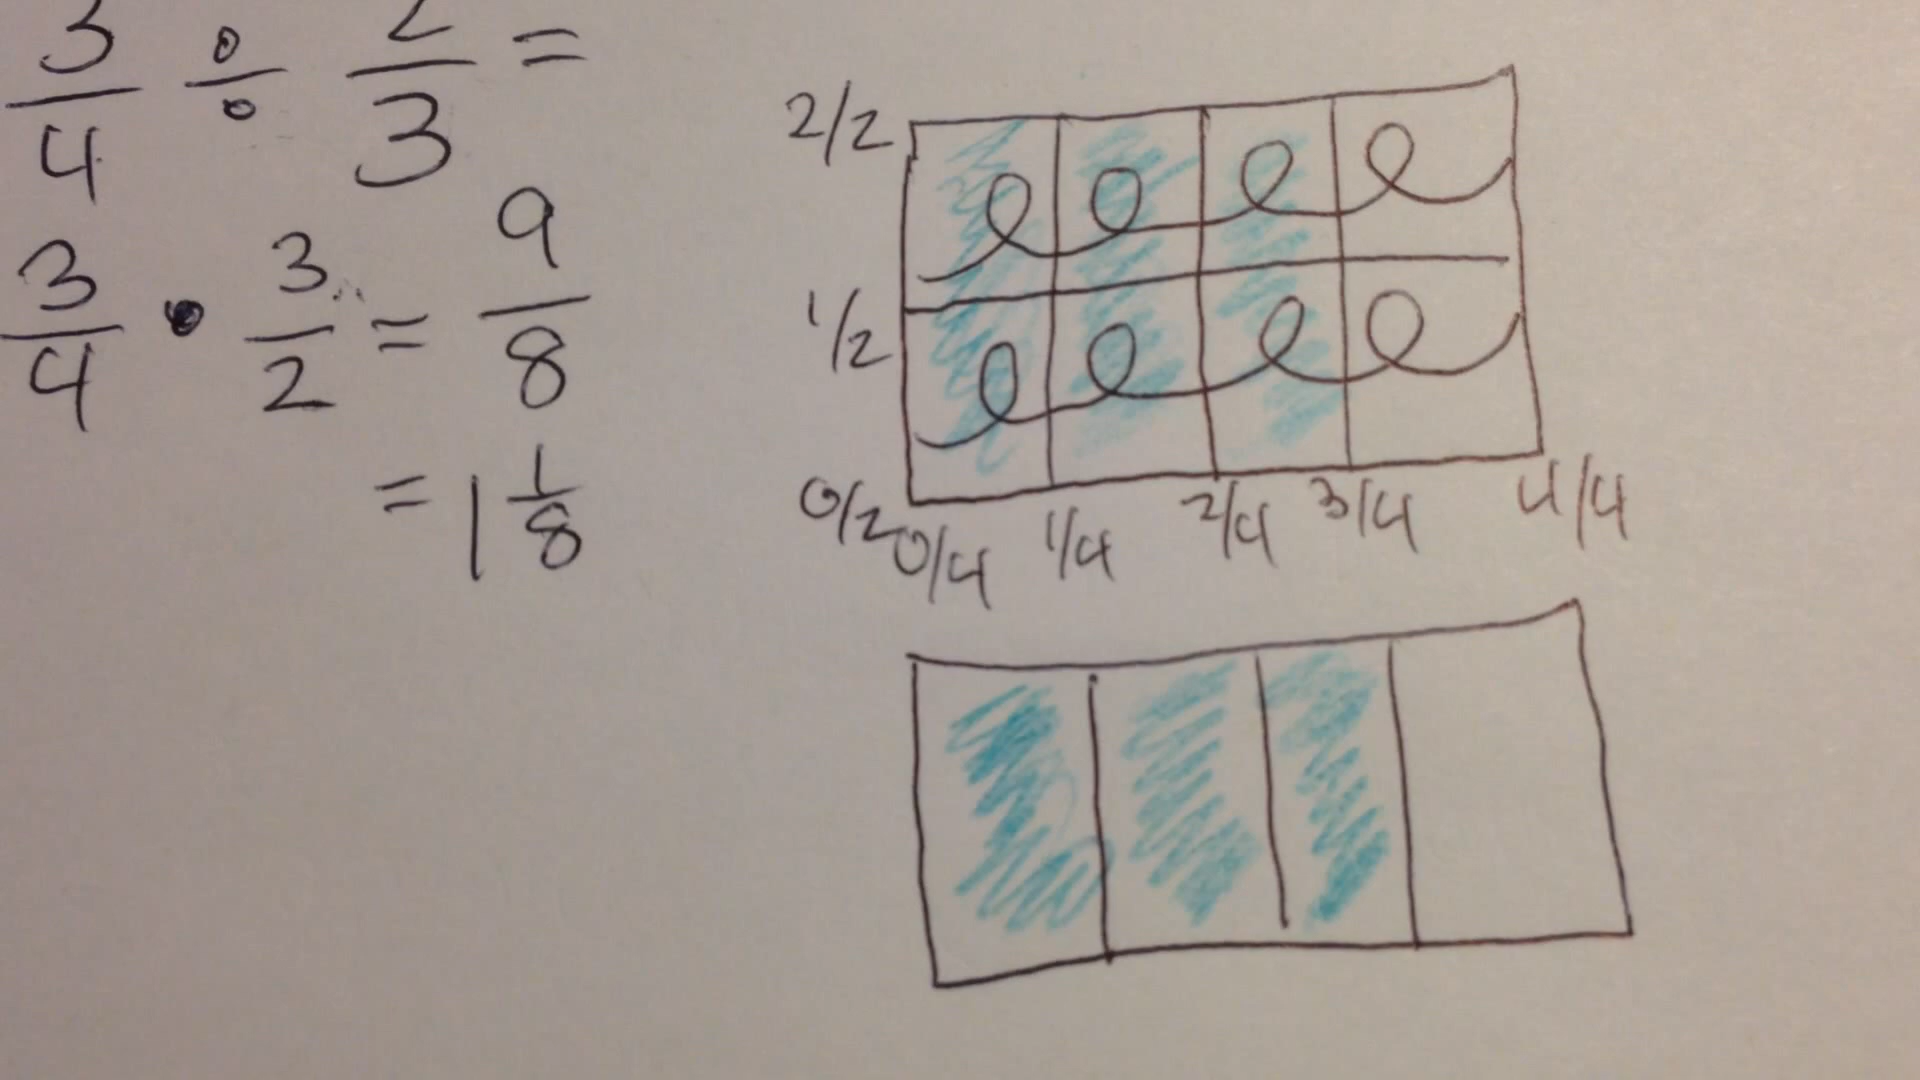 3/4 ÷ 2/3 =
3/4 • 3/2 = 9/8
= 1 1/8
2/2
1/2
0/2
0/4 1/4 2/4 3/4 4/4